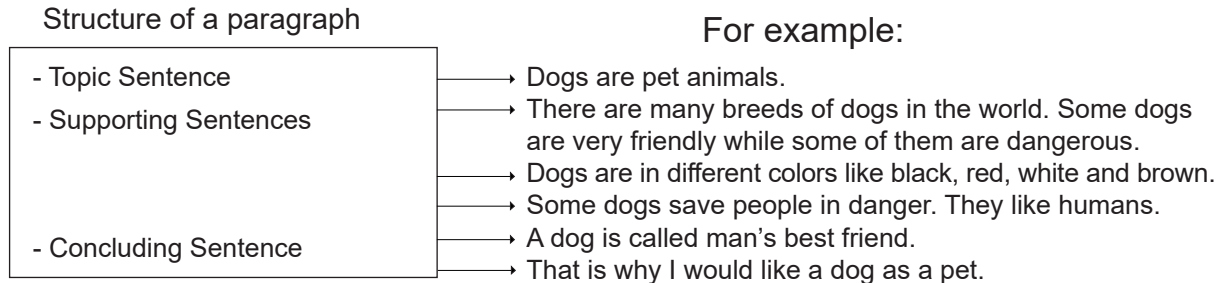 Structure of a paragraph
For example:
- Topic Sentence
- Supporting Sentences
- Concluding Sentence
Dogs are pet animals.
There are many breeds of dogs in the world. Some dogs
are very friendly while some of them are dangerous.
Dogs are in different colors like black, red, white and brown.
Some dogs save people in danger. They like humans.
A dog is called man’s best friend.
That is why I would like a dog as a pet.